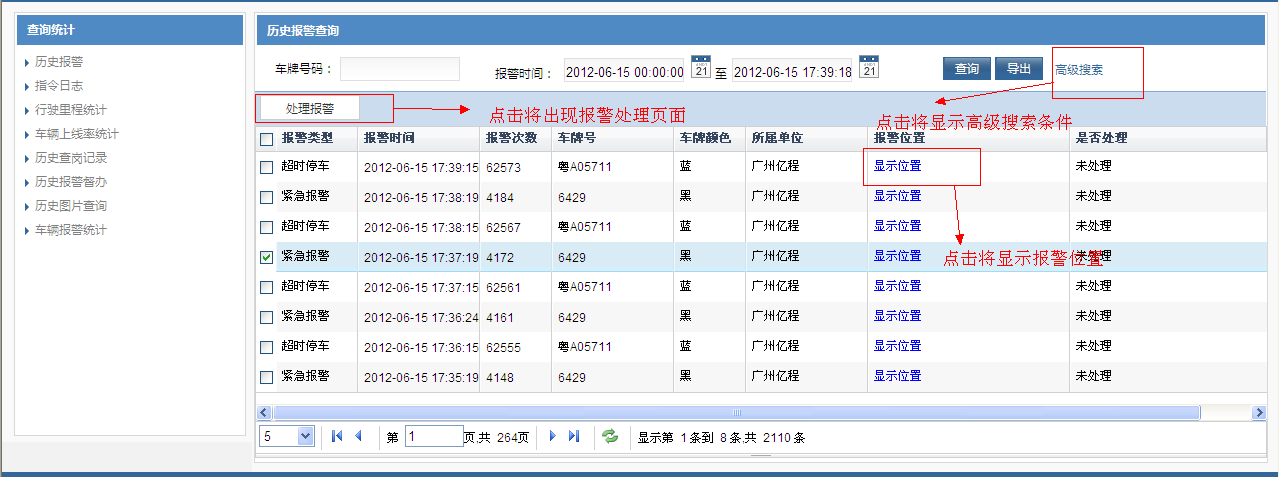 查询统计
历史报警
指令日志
行驶里程统计
车辆上线率统计
历史查岗记录
历史报警督办
历史图片查询
车辆报警统计
历史报警查询
车牌号码： 报警时间： 2012-06-15 00:00:00 21 至 2012-06-15 17:39:18 21 查询 导出 高级搜索
处理报警 点击将出现报警处理页面 点击将显示高级搜索条件
报警类型 报警时间 报警次数 车牌号 车牌颜色 所属单位 报警位置 是否处理
超时停车 2012-06-15 17:39:15 62573 粤A05711 蓝 广州亿程 显示位置 未处理
紧急报警 2012-06-15 17:38:19 4184 6429 黑 广州亿程 显示位置 未处理
超时停车 2012-06-15 17:38:15 62567 粤A05711 蓝 广州亿程 显示位置 未处理
紧急报警 2012-06-15 17:37:19 4172 6429 黑 广州亿程 显示位置 未处理
点击将显示报警位置
超时停车 2012-06-15 17:37:15 62561 粤A05711 蓝 广州亿程 显示位置 未处理
紧急报警 2012-06-15 17:36:24 4161 6429 黑 广州亿程 显示位置 未处理
超时停车 2012-06-15 17:36:15 62555 粤A05711 蓝 广州亿程 显示位置 未处理
紧急报警 2012-06-15 17:35:19 4148 6429 黑 广州亿程 显示位置 未处理
5 第 1 页,共 264页 显示第 1条到 8条,共 2110条